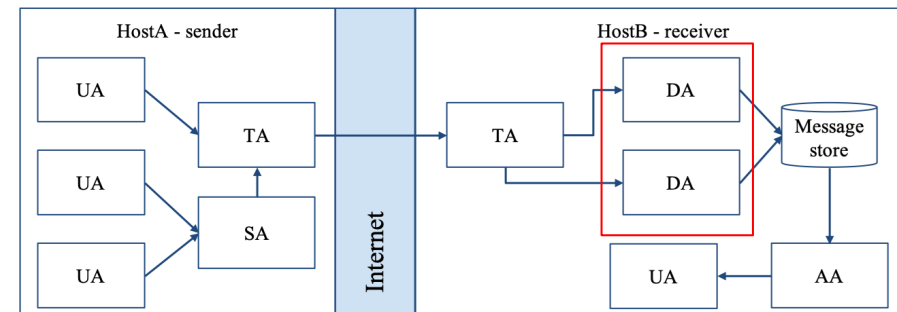 HostA - sender
HostB - receiver
UA
TA
UA
SA
UA
Internet
TA
DA
DA
Message
store
UA
AA